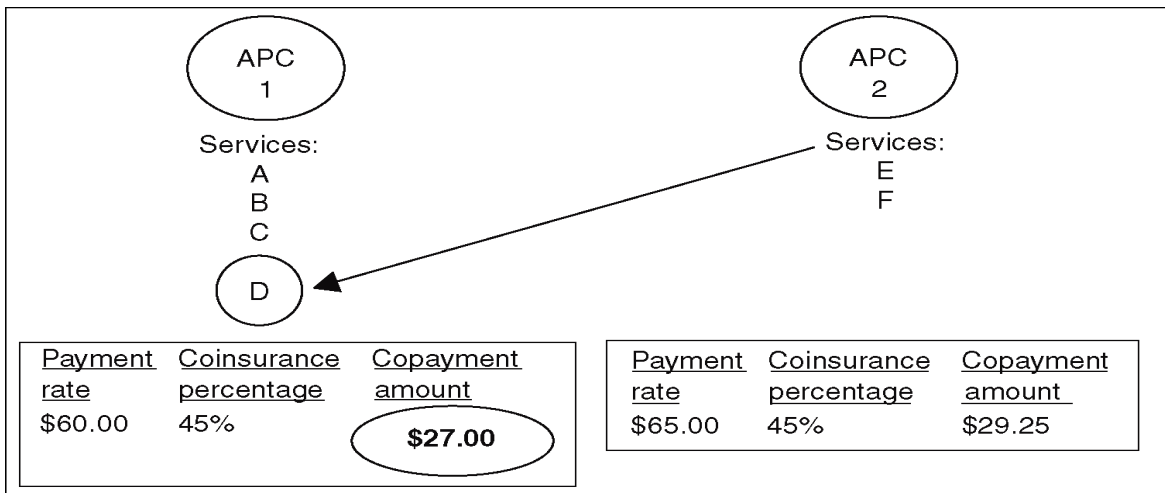 APC
1
Services:
A
B
C
D
APC
2
Services:
E
F
Payment Coinsurance Copayment
rate percentage amount
$60.00 45% $27.00
Payment Coinsurance Copayment
rate percentage amount
$65.00 45% $29.25